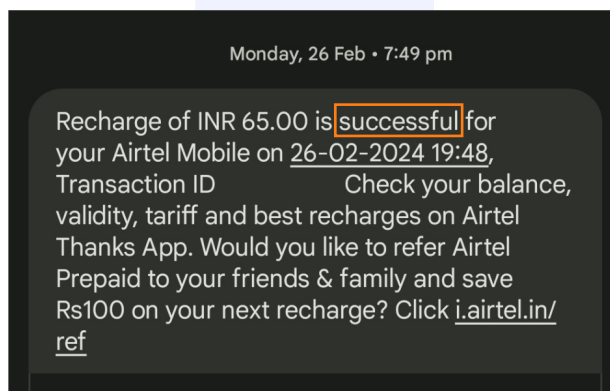 Monday, 26 Feb • 7:49 pm
Recharge of INR 65.00 is successful for
your Airtel Mobile on 26-02-2024 19:48,
Transaction ID Check your balance,
validity, tariff and best recharges on Airtel
Thanks App. Would you like to refer Airtel
Prepaid to your friends & family and save
Rs100 on your next recharge? Click i.airtel.in/
ref